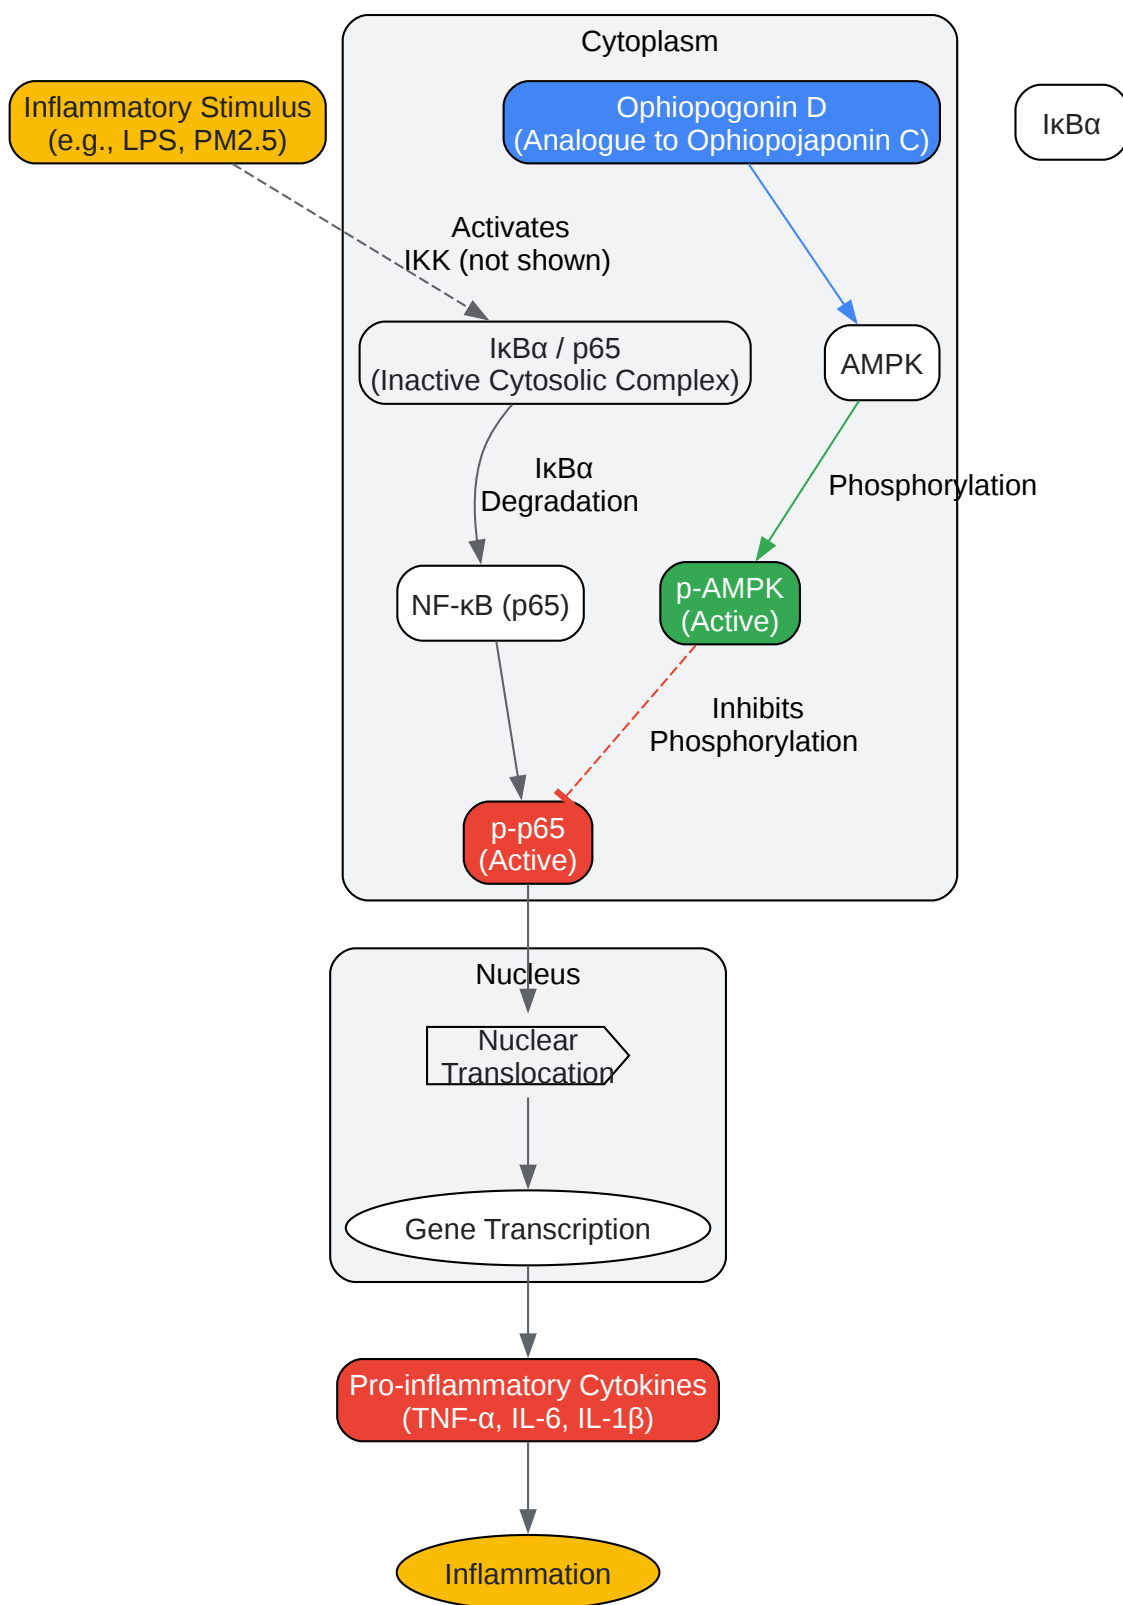 Cytoplasm
Inflammatory Stimulus
(e.g., LPS, PM2.5)
Ophiopogonin D
(Analogue to Ophiopojaponin C)
IκBα
Activates
IKK (not shown)
IκBα / p65
(Inactive Cytosolic Complex)
AMPK
IκBα
Degradation
Phosphorylation
NF-κB (p65)
p-AMPK
(Active)
Inhibits
Phosphorylation
p-p65
(Active)
Nucleus
Nuclear
Translocation
Gene Transcription
Pro-inflammatory Cytokines
(TNF-α, IL-6, IL-1β)
Inflammation